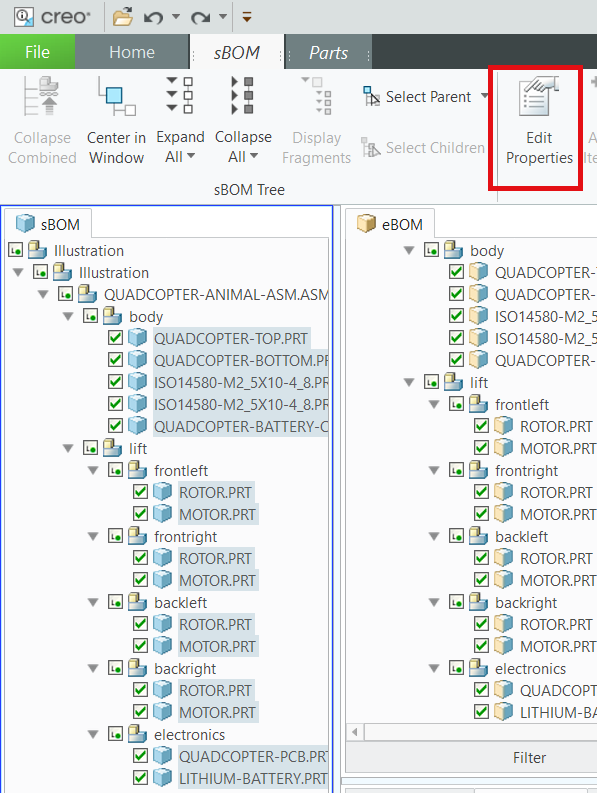 creo®
File Home sBOM Parts
Collapse Combined
Center in Window
Expand All
Collapse All
Display Fragments
Select Parent
Select Children
Edit Properties
sBOM Tree
sBOM
Illustration
Illustration
QUADCOPTER-ANIMAL-ASM.ASM
body
QUADCOPTER-TOP.PRT
QUADCOPTER-BOTTOM.PR
ISO14580-M2_5X10-4_8.PR
ISO14580-M2_5X10-4_8.PR
QUADCOPTER-BATTERY-C
lift
frontleft
ROTOR.PRT
MOTOR.PRT
frontright
ROTOR.PRT
MOTOR.PRT
backleft
ROTOR.PRT
MOTOR.PRT
backright
ROTOR.PRT
MOTOR.PRT
electronics
QUADCOPTER-PCB.PRT
LITHIUM-BATTERY.PRT
eBOM
body
QUADCOPTER-
QUADCOPTER-
ISO14580-M2_5
ISO14580-M2_5
QUADCOPTER-
lift
frontleft
ROTOR.PRT
MOTOR.PRT
frontright
ROTOR.PRT
MOTOR.PRT
backleft
ROTOR.PRT
MOTOR.PRT
backright
ROTOR.PRT
MOTOR.PRT
electronics
QUADCOPT
LITHIUM-BA
Filter